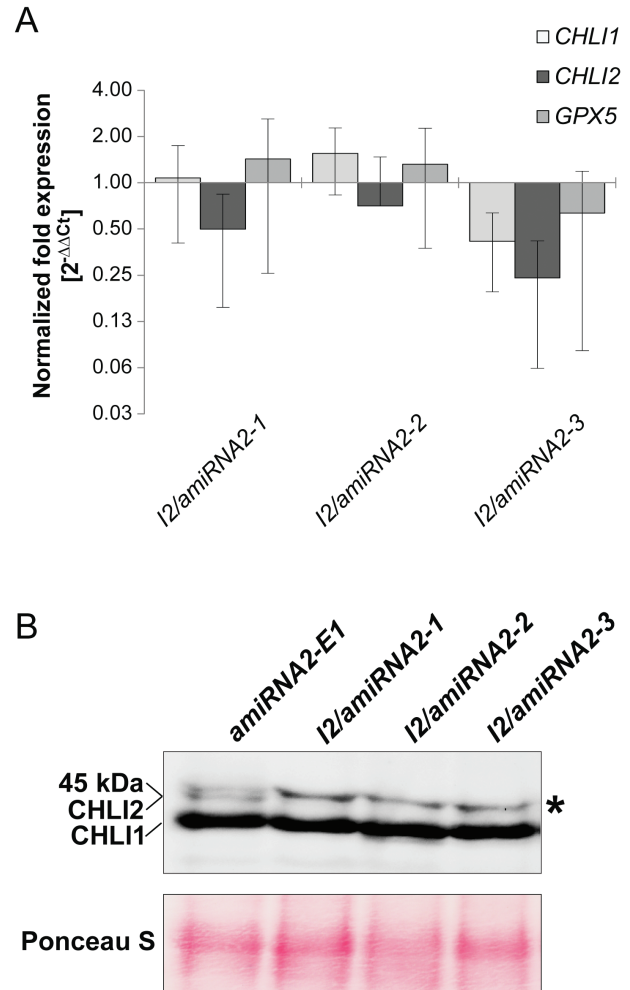 A
CHLI1
CHLI2
GPX5
Normalized fold expression
[2-ΔΔCt]
4.00
2.00
1.00
0.50
0.25
0.13
0.06
0.03
I2/amiRNA2-1
I2/amiRNA2-2
I2/amiRNA2-3
B
amiRNA2-E1
I2/amiRNA2-1
I2/amiRNA2-2
I2/amiRNA2-3
45 kDa
CHLI2
CHLI1
*
Ponceau S